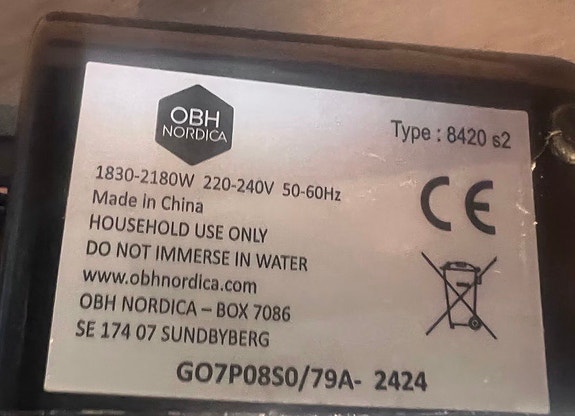 OBH
NORDICA
Type : 8420 s2
1830-2180W 220-240V 50-60Hz
Made in China
HOUSEHOLD USE ONLY
DO NOT IMMERSE IN WATER
www.obhnordica.com
OBH NORDICA – BOX 7086
SE 174 07 SUNDBYBERG
CE
GO7P08S0/79A- 2424